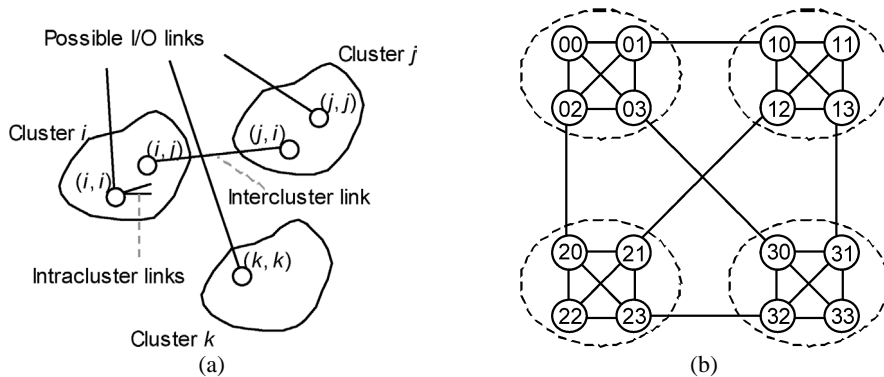 Possible I/O links
Cluster j
(j, j)
Cluster i
(i, j)
(j, i)
(i, i)
Intercluster link
Intracluster links
(k, k)
Cluster k
(a)
00 01 10 11
02 03 12 13
20 21 30 31
22 23 32 33
(b)